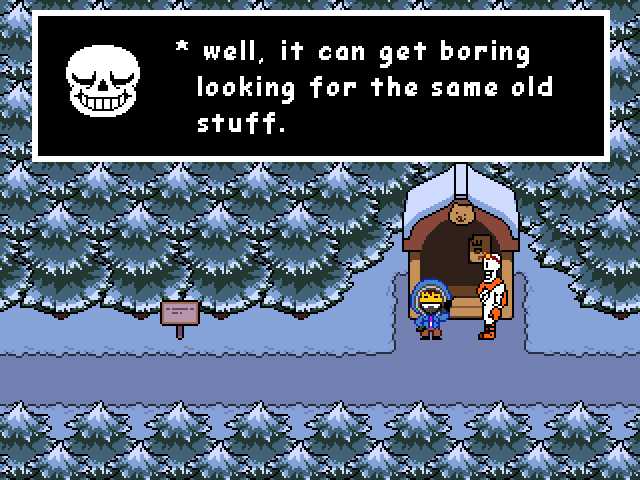 * well, it can get boring
looking for the same old
stuff.